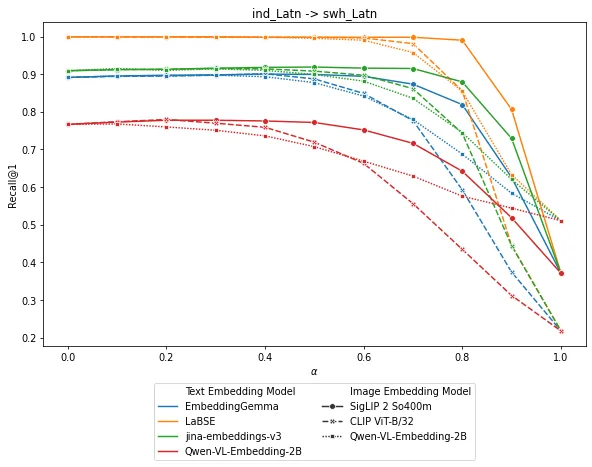 ind_Latn -> swh_Latn
Recall@1
1.0
0.9
0.8
0.7
0.6
0.5
0.4
0.3
0.2
0.0 0.2 0.4 0.6 0.8 1.0
α
Text Embedding Model Image Embedding Model
EmbeddingGemma SigLIP 2 So400m
LaBSE CLIP ViT-B/32
jina-embeddings-v3 Qwen-VL-Embedding-2B
Qwen-VL-Embedding-2B